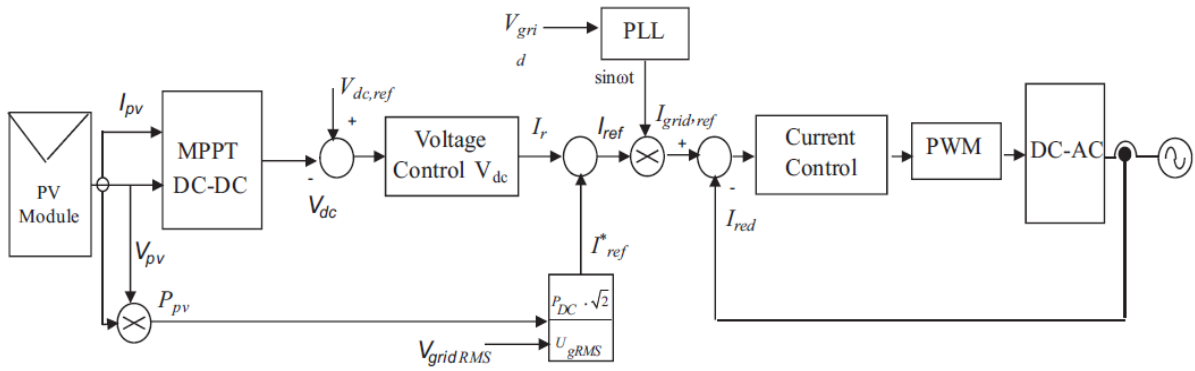 V_gri
d
PLL
sinωt
V_dc,ref
+
I_pv
MPPT
DC-DC
PV
Module
-
V_dc
Voltage
Control V_dc
I_r
I_ref
I_grid,ref
+
-
Current
Control
PWM
DC-AC
I_red
V_pv
P_pv
I*_ref
P_DC · √2
U_gRMS
V_grid RMS